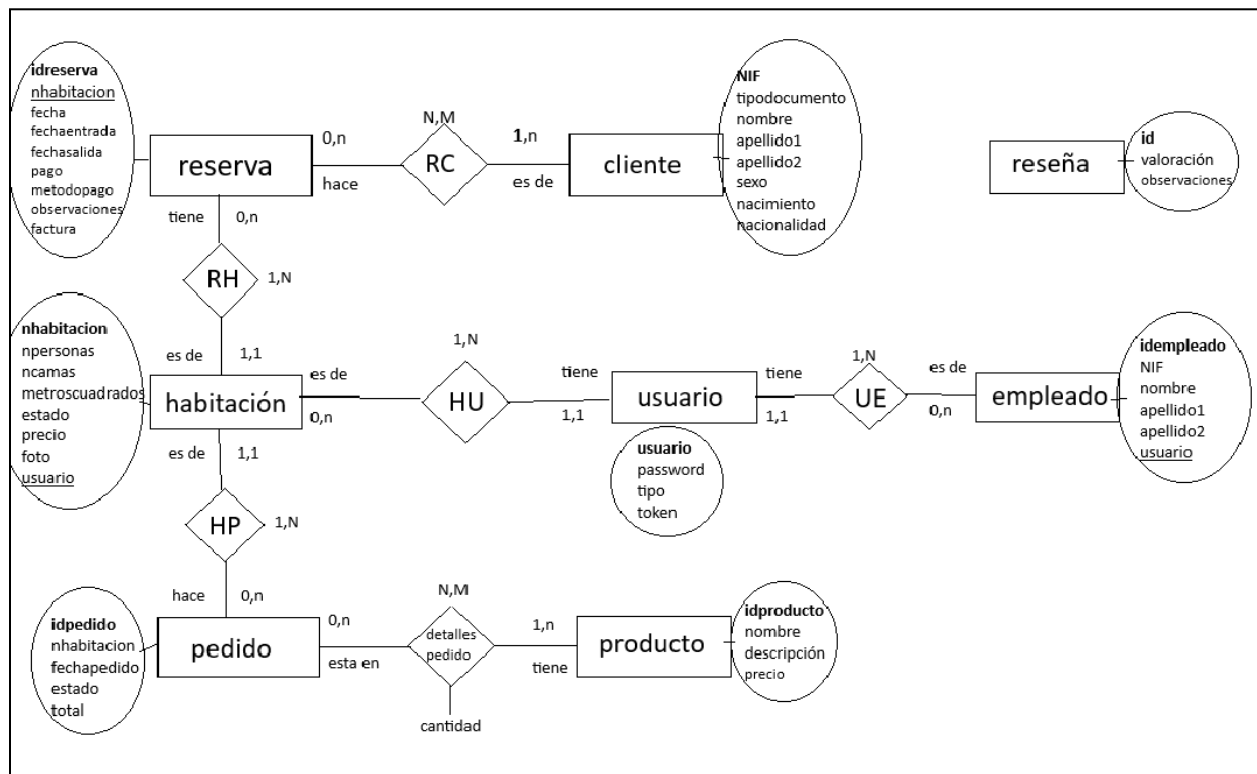 idreserva
nhabitacion
fecha
fechaentrada
fechasalida
pago
metodopago
observaciones
factura
reserva
0,n
hace
N,M
RC
1,n
es de
cliente
NIF
tipodocumento
nombre
apellido1
apellido2
sexo
nacimiento
nacionalidad
reseña
id
valoración
observaciones
tiene
0,n
RH
1,N
es de
1,1
nhabitacion
npersonas
ncamas
metroscuadrados
estado
precio
foto
usuario
habitación
es de
0,n
1,N
HU
tiene
1,1
usuario
usuario
password
tipo
token
tiene
1,1
1,N
UE
es de
0,n
empleado
idempleado
NIF
nombre
apellido1
apellido2
usuario
es de
1,1
HP
1,N
hace
0,n
idpedido
nhabitacion
fechapedido
estado
total
pedido
0,n
esta en
N,M
detalles
pedido
cantidad
1,n
tiene
producto
idproducto
nombre
descripción
precio